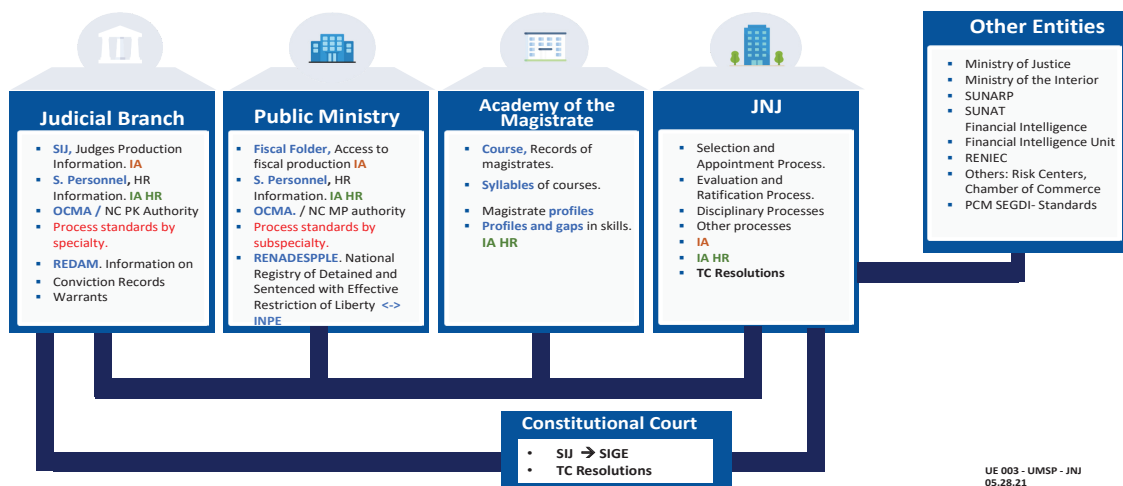 Judicial Branch
SIJ, Judges Production
Information. IA
S. Personnel, HR
Information. IA HR
OCMA / NC PK Authority
Process standards by
specialty.
REDAM. Information on
Conviction Records
Warrants
Public Ministry
Fiscal Folder, Access to
fiscal production IA
S. Personnel, HR
Information. IA HR
OCMA. / NC MP authority
Process standards by
subspecialty.
RENADESPPLE. National
Registry of Detained and
Sentenced with Effective
Restriction of Liberty <->
INPE
Academy of the
Magistrate
Course, Records of
magistrates.
Syllables of courses.
Magistrate profiles
Profiles and gaps in skills.
IA HR
JNJ
Selection and
Appointment Process.
Evaluation and
Ratification Process.
Disciplinary Processes
Other processes
IA
IA HR
TC Resolutions
Other Entities
Ministry of Justice
Ministry of the Interior
SUNARP
SUNAT
Financial Intelligence
Financial Intelligence Unit
RENIEC
Others: Risk Centers,
Chamber of Commerce
PCM SEGDI- Standards
Constitutional Court
SIJ → SIGE
TC Resolutions
UE 003 - UMSP - JNJ
05.28.21